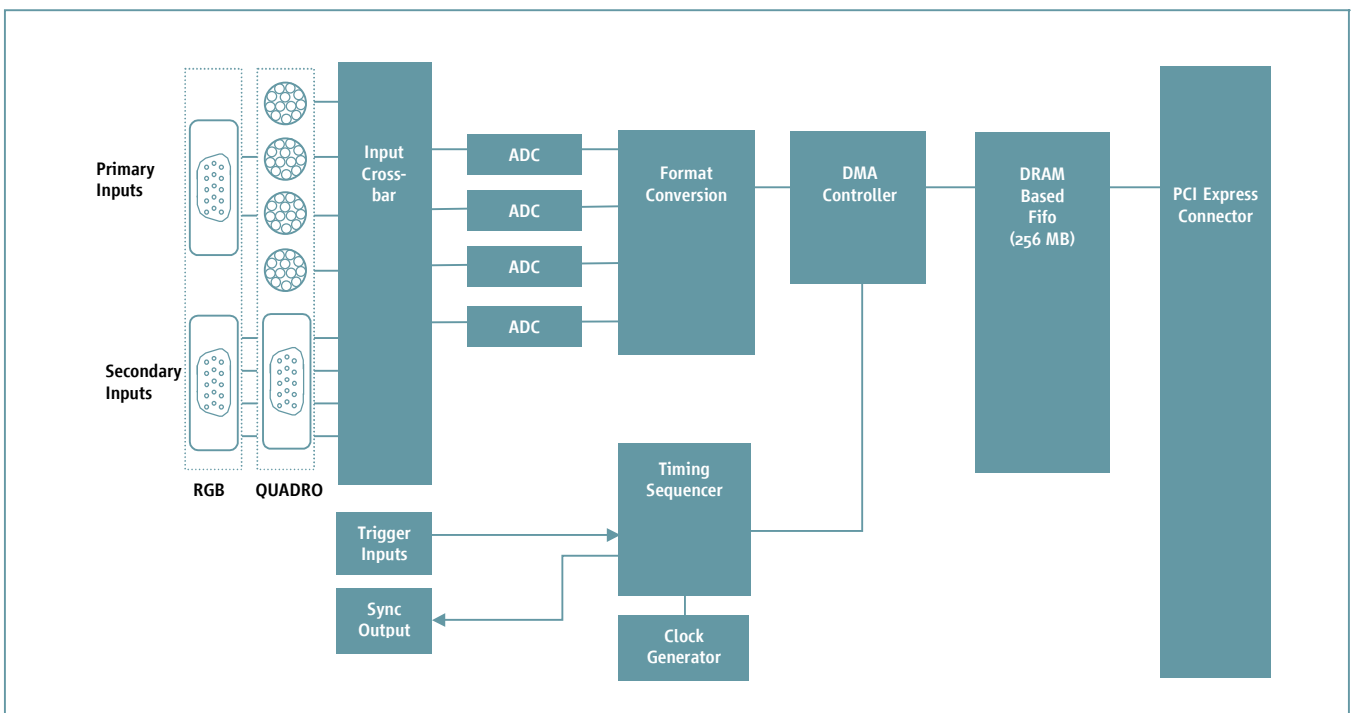 Primary
Inputs
Secondary
Inputs
RGB
QUADRO
Input
Cross-
bar
ADC
ADC
ADC
ADC
Format
Conversion
DMA
Controller
DRAM
Based
Fifo
(256 MB)
PCI Express
Connector
Timing
Sequencer
Trigger
Inputs
Sync
Output
Clock
Generator